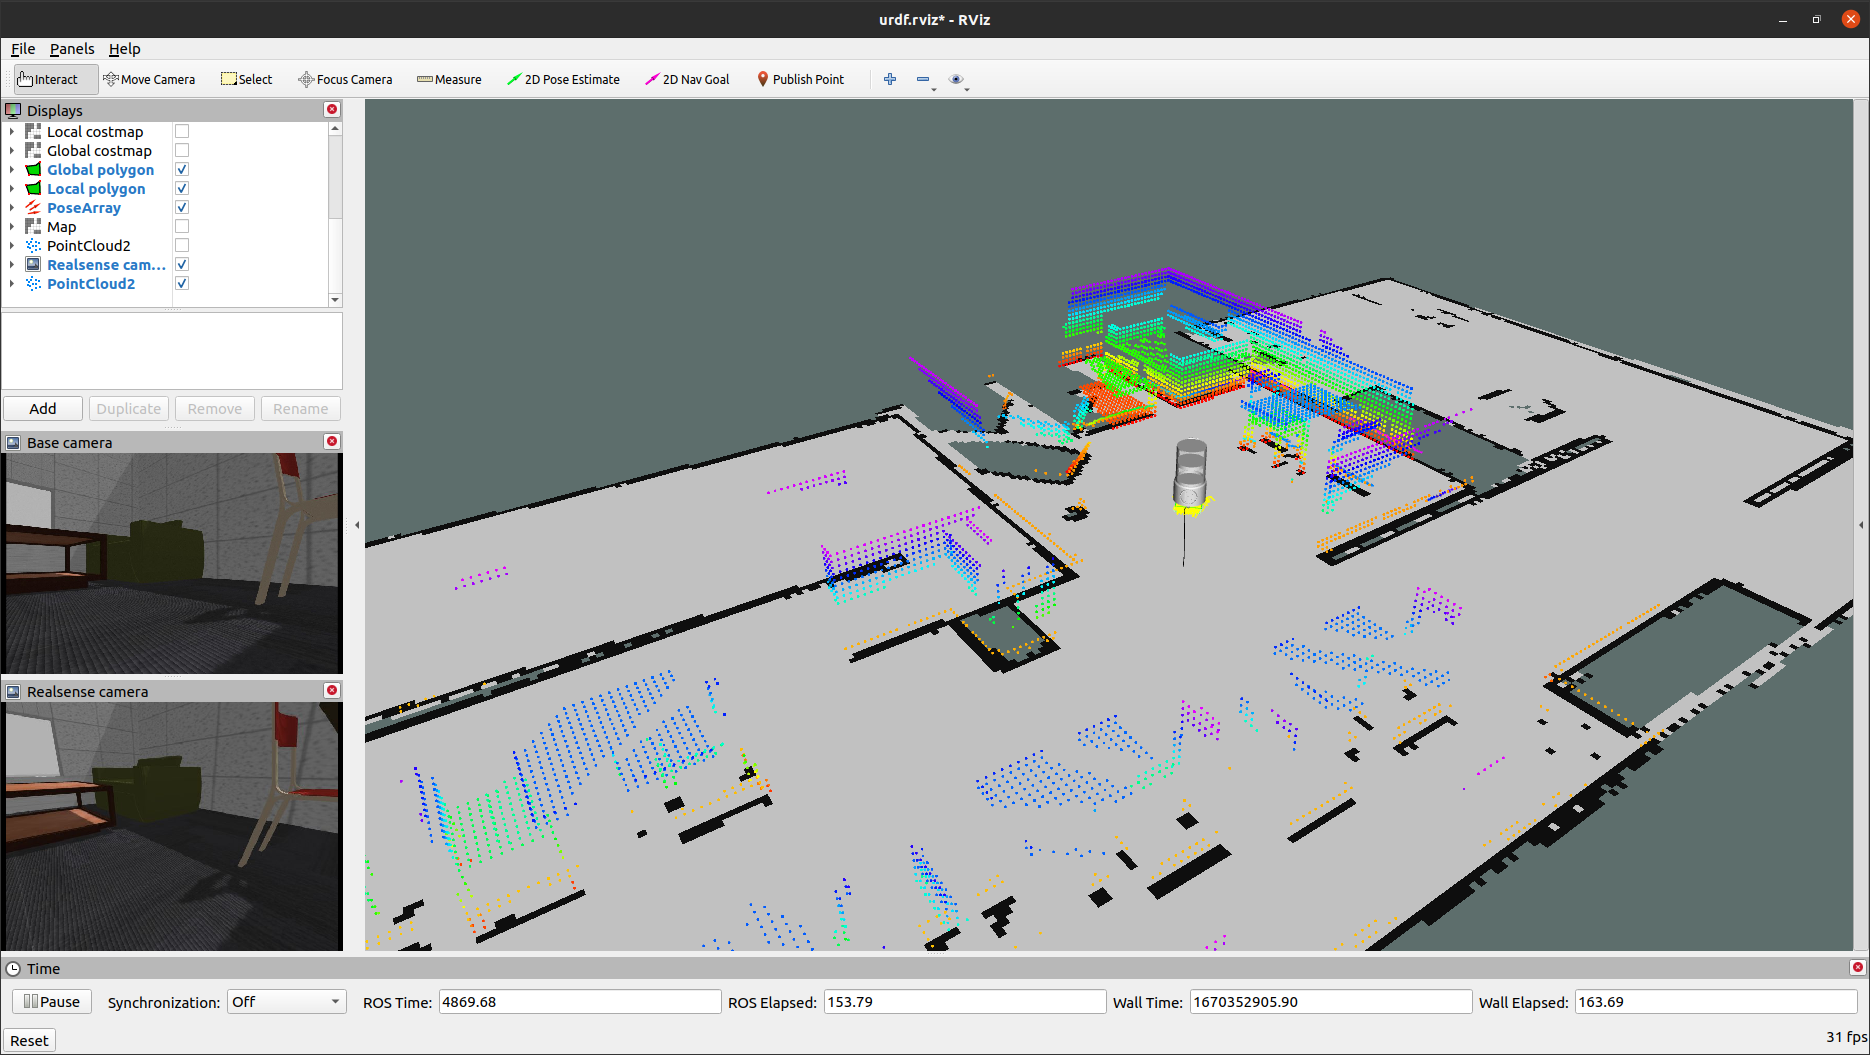 urdf.rviz* - RViz
File Panels Help
Interact Move Camera Select Focus Camera Measure 2D Pose Estimate 2D Nav Goal Publish Point
Displays
Local costmap
Global costmap
Global polygon
Local polygon
PoseArray
Map
PointCloud2
Realsense cam...
PointCloud2
Add Duplicate Remove Rename
Base camera
Realsense camera
Time
Pause Synchronization: Off ROS Time: 4869.68 ROS Elapsed: 153.79 Wall Time: 1670352905.90 Wall Elapsed: 163.69
Reset 31 fps